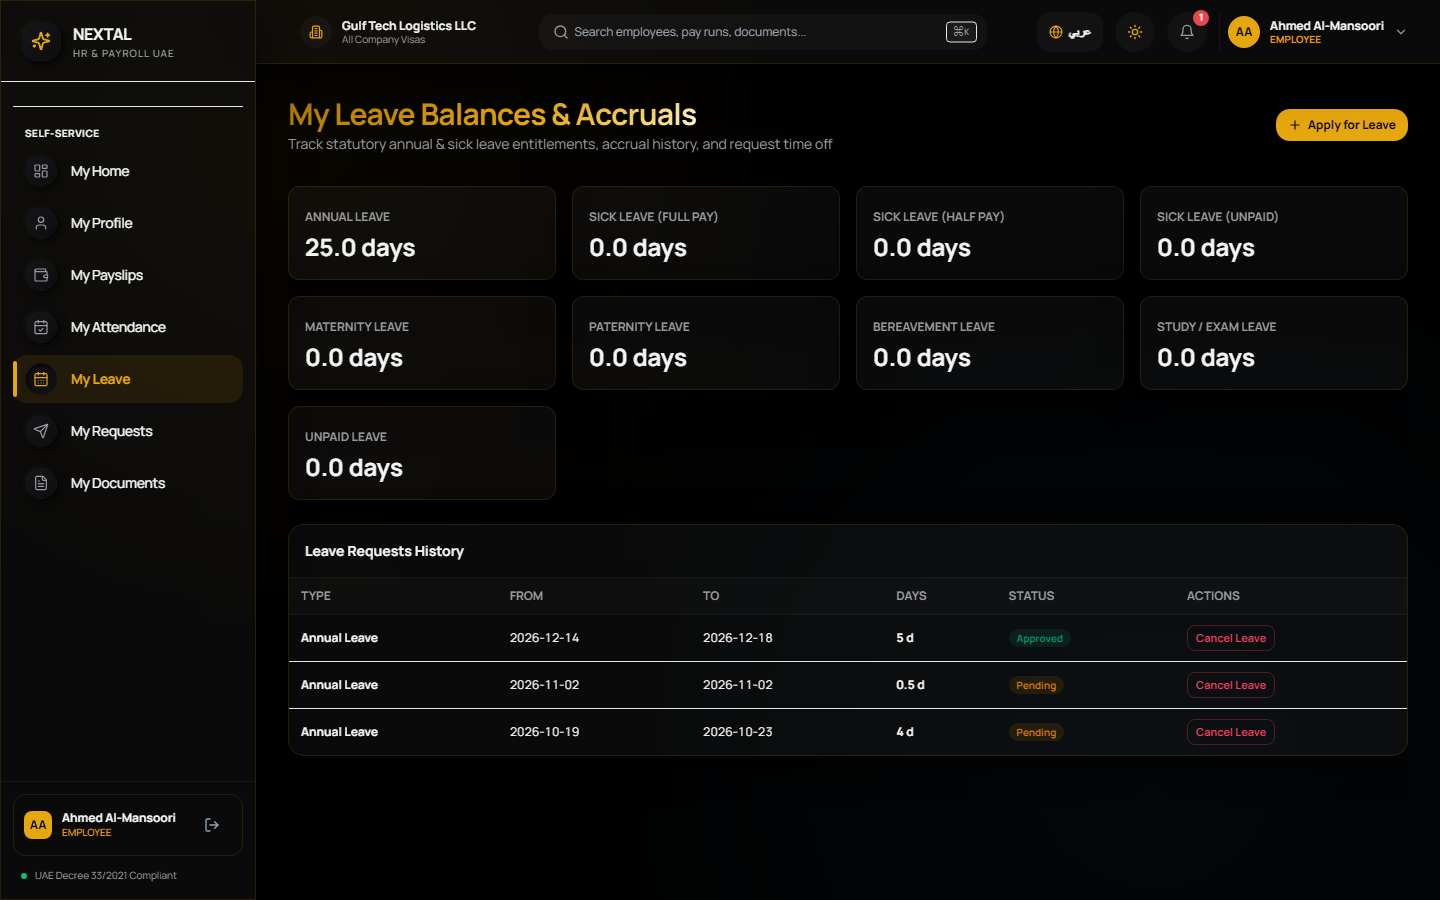 NEXTAL
HR & PAYROLL UAE
Gulf Tech Logistics LLC
All Company Visas
Search employees, pay runs, documents...
⌘K
عربي
1
AA
Ahmed Al-Mansoori
EMPLOYEE
SELF-SERVICE
My Home
My Profile
My Payslips
My Attendance
My Leave
My Requests
My Documents
AA
Ahmed Al-Mansoori
EMPLOYEE
UAE Decree 33/2021 Compliant
My Leave Balances & Accruals
Track statutory annual & sick leave entitlements, accrual history, and request time off
Apply for Leave
ANNUAL LEAVE
25.0 days
SICK LEAVE (FULL PAY)
0.0 days
SICK LEAVE (HALF PAY)
0.0 days
SICK LEAVE (UNPAID)
0.0 days
MATERNITY LEAVE
0.0 days
PATERNITY LEAVE
0.0 days
BEREAVEMENT LEAVE
0.0 days
STUDY / EXAM LEAVE
0.0 days
UNPAID LEAVE
0.0 days
Leave Requests History
TYPE FROM TO DAYS STATUS ACTIONS
Annual Leave 2026-12-14 2026-12-18 5 d Approved Cancel Leave
Annual Leave 2026-11-02 2026-11-02 0.5 d Pending Cancel Leave
Annual Leave 2026-10-19 2026-10-23 4 d Pending Cancel Leave